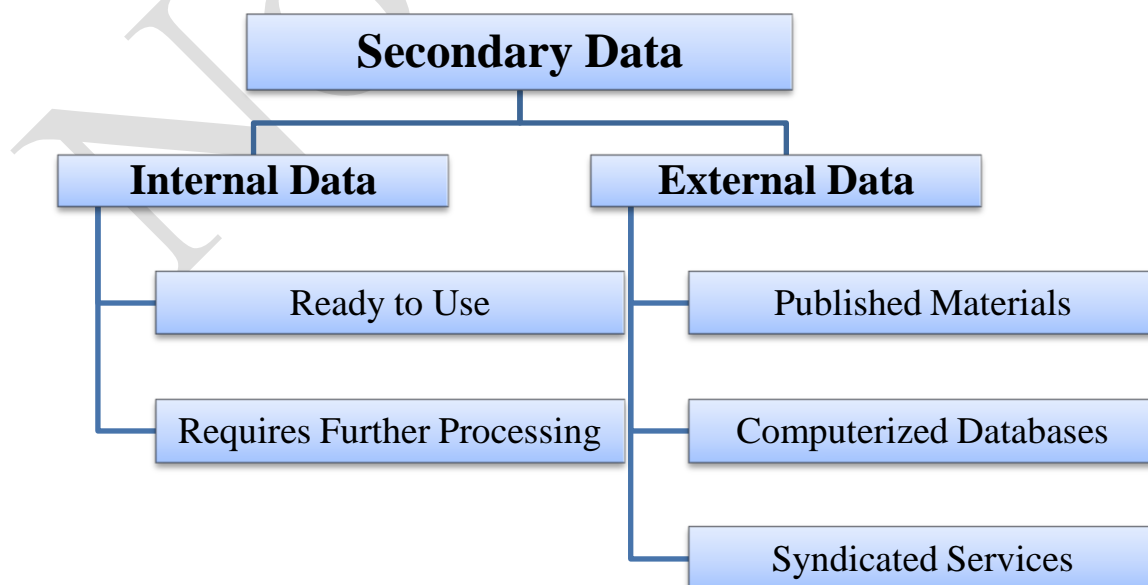 Secondary Data
Internal Data
External Data
Ready to Use
Published Materials
Requires Further Processing
Computerized Databases
Syndicated Services